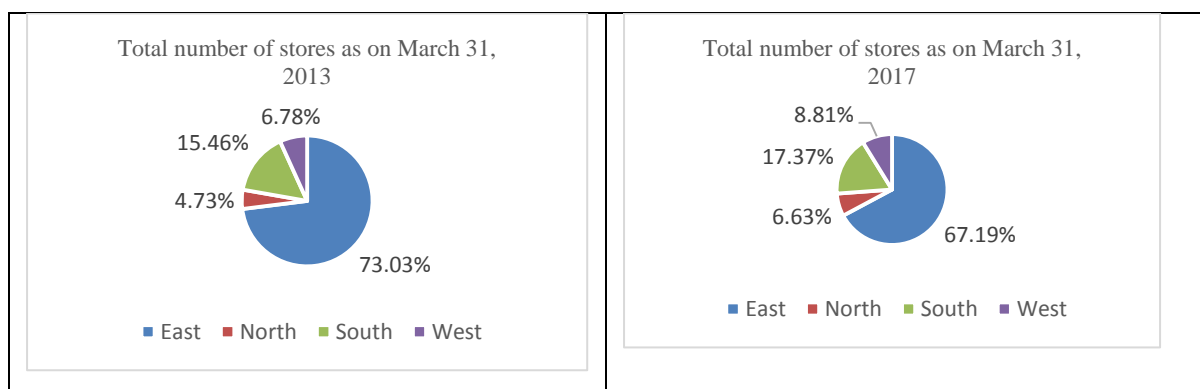 Total number of stores as on March 31,
2013
6.78%
15.46%
4.73%
73.03%
East North South West
Total number of stores as on March 31,
2017
8.81%
17.37%
6.63%
67.19%
East North South West